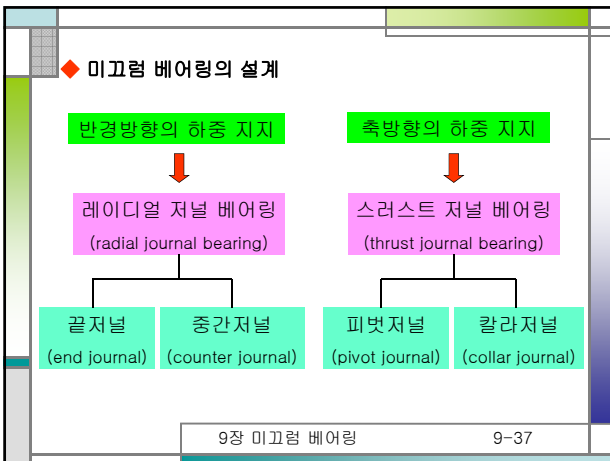 ◆ 미끄럼 베어링의 설계
반경방향의 하중 지지
축방향의 하중 지지
레이디얼 저널 베어링
(radial journal bearing)
스러스트 저널 베어링
(thrust journal bearing)
끝저널
(end journal)
중간저널
(counter journal)
피벗저널
(pivot journal)
칼라저널
(collar journal)
9장 미끄럼 베어링
9-37